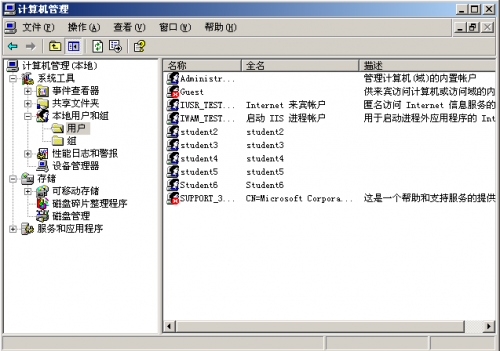 计算机管理
文件(F) 操作(A) 查看(V) 窗口(W) 帮助(H)
计算机管理(本地)
系统工具
事件查看器
共享文件夹
本地用户和组
用户
组
性能日志和警报
设备管理器
存储
可移动存储
磁盘碎片整理程序
磁盘管理
服务和应用程序
名称 全名 描述
Administr... 管理计算机(域)的内置帐户
Guest 供来宾访问计算机或访问域的内
IUSR_TEST... Internet 来宾帐户 匿名访问 Internet 信息服务的
IWAM_TEST... 启动 IIS 进程帐户 用于启动进程外应用程序的 Int
student2 student2
student3 student3
student4 student4
student5 student5
Student6 Student6
SUPPORT_3... CN=Microsoft Corpora... 这是一个帮助和支持服务的提供